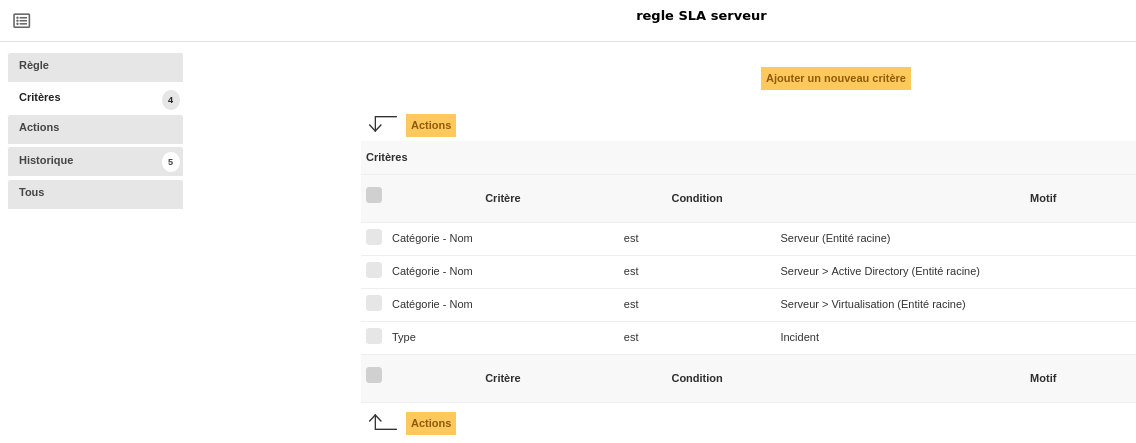 regle SLA serveur
Règle
Critères 4
Actions
Historique 5
Tous
Ajouter un nouveau critère
Actions
Critères
Critère Condition Motif
Catégorie - Nom est Serveur (Entité racine)
Catégorie - Nom est Serveur > Active Directory (Entité racine)
Catégorie - Nom est Serveur > Virtualisation (Entité racine)
Type est Incident
Critère Condition Motif
Actions